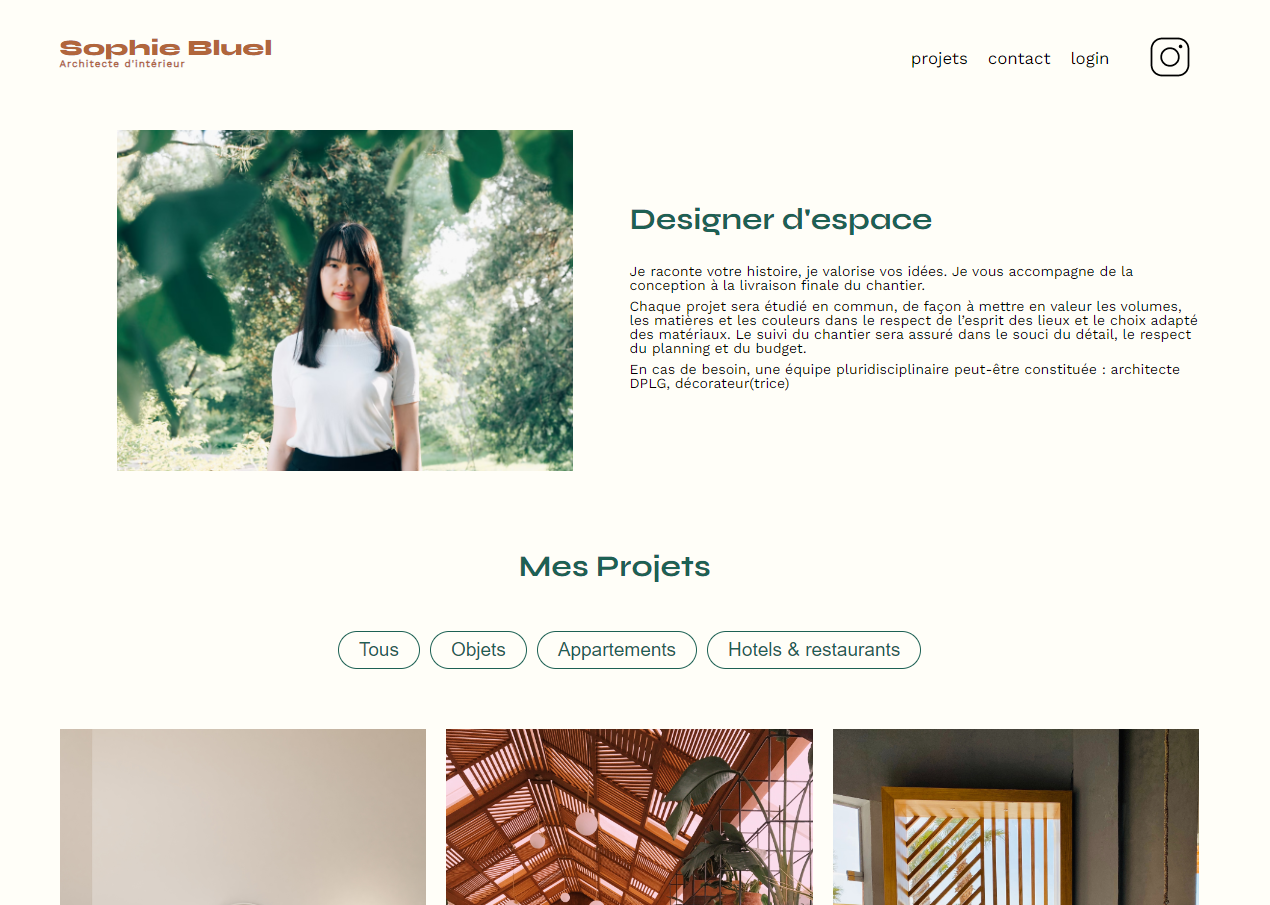 Sophie Bluel
Architecte d'intérieur
projets contact login
Designer d'espace
Je raconte votre histoire, je valorise vos idées. Je vous accompagne de la
conception à la livraison finale du chantier.
Chaque projet sera étudié en commun, de façon à mettre en valeur les volumes,
les matières et les couleurs dans le respect de l’esprit des lieux et le choix adapté
des matériaux. Le suivi du chantier sera assuré dans le souci du détail, le respect
du planning et du budget.
En cas de besoin, une équipe pluridisciplinaire peut-être constituée : architecte
DPLG, décorateur(trice)
Mes Projets
Tous Objets Appartements Hotels & restaurants